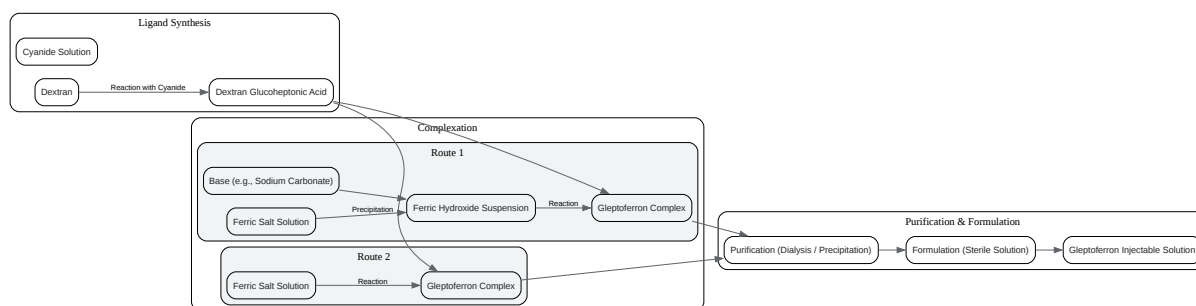 Ligand Synthesis
Cyanide Solution
Dextran
Reaction with Cyanide
Dextran Glucoheptonic Acid
Complexation
Route 1
Base (e.g., Sodium Carbonate)
Ferric Salt Solution
Precipitation
Ferric Hydroxide Suspension
Reaction
Gleptoferron Complex
Route 2
Ferric Salt Solution
Reaction
Gleptoferron Complex
Purification & Formulation
Purification (Dialysis / Precipitation)
Formulation (Sterile Solution)
Gleptoferron Injectable Solution